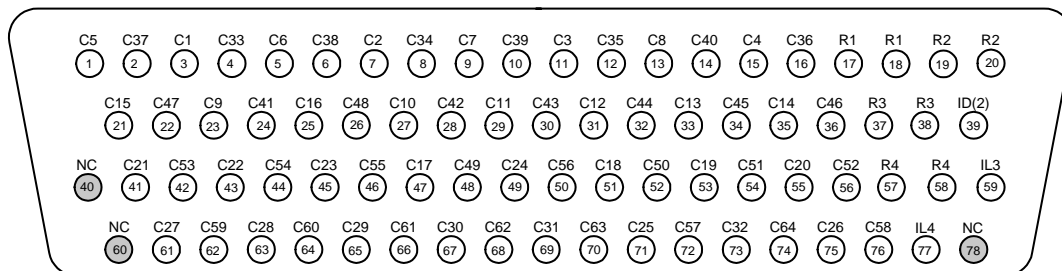 C5 C37 C1 C33 C6 C38 C2 C34 C7 C39 C3 C35 C8 C40 C4 C36 R1 R1 R2 R2
1 2 3 4 5 6 7 8 9 10 11 12 13 14 15 16 17 18 19 20
C15 C47 C9 C41 C16 C48 C10 C42 C11 C43 C12 C44 C13 C45 C14 C46 R3 R3 ID(2)
21 22 23 24 25 26 27 28 29 30 31 32 33 34 35 36 37 38 39
NC C21 C53 C22 C54 C23 C55 C17 C49 C24 C56 C18 C50 C19 C51 C20 C52 R4 R4 IL3
40 41 42 43 44 45 46 47 48 49 50 51 52 53 54 55 56 57 58 59
NC C27 C59 C28 C60 C29 C61 C30 C62 C31 C63 C25 C57 C32 C64 C26 C58 IL4 NC
60 61 62 63 64 65 66 67 68 69 70 71 72 73 74 75 76 77 78